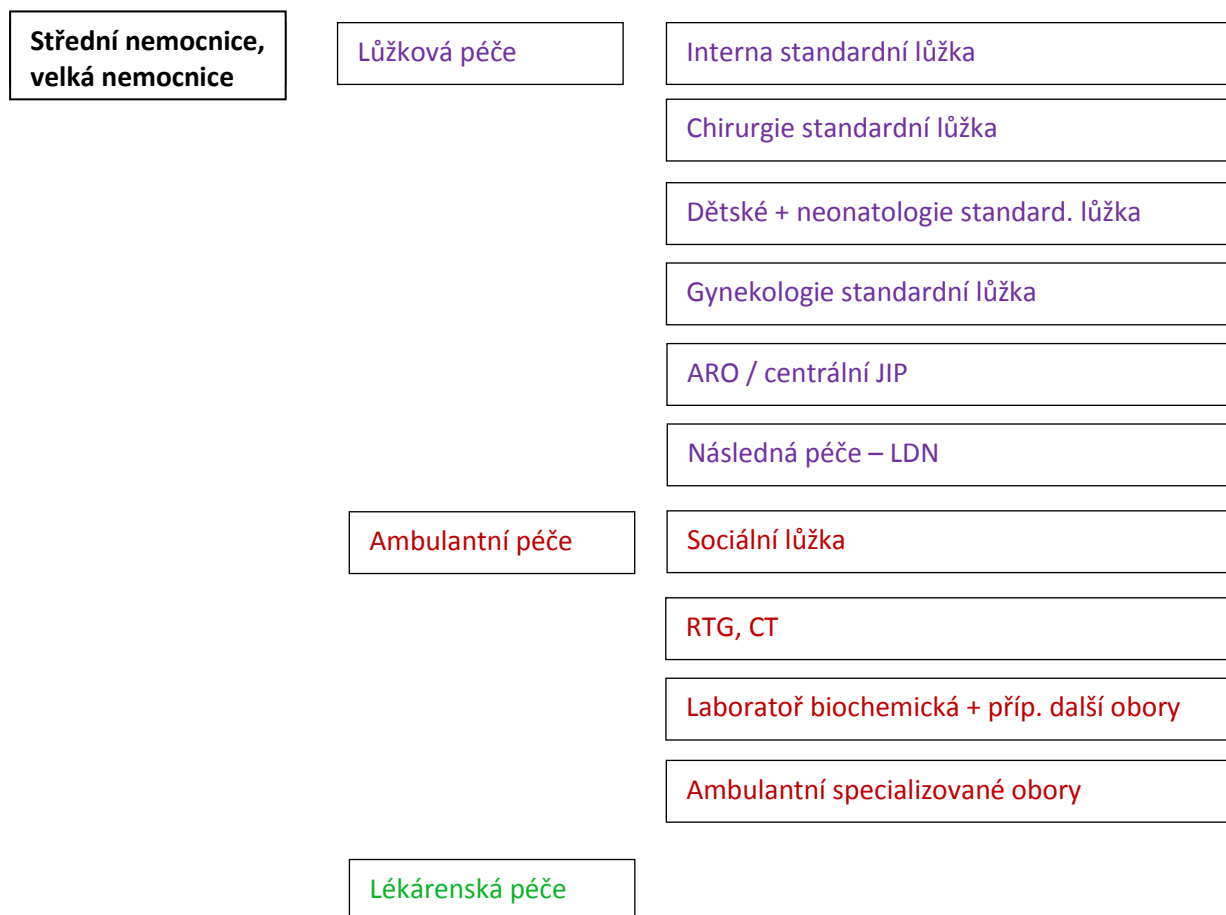 Střední nemocnice,
velká nemocnice
Lůžková péče
Interna standardní lůžka
Chirurgie standardní lůžka
Dětské + neonatologie standard. lůžka
Gynekologie standardní lůžka
ARO / centrální JIP
Následná péče – LDN
Ambulantní péče
Sociální lůžka
RTG, CT
Laboratoř biochemická + příp. další obory
Ambulantní specializované obory
Lékárenská péče